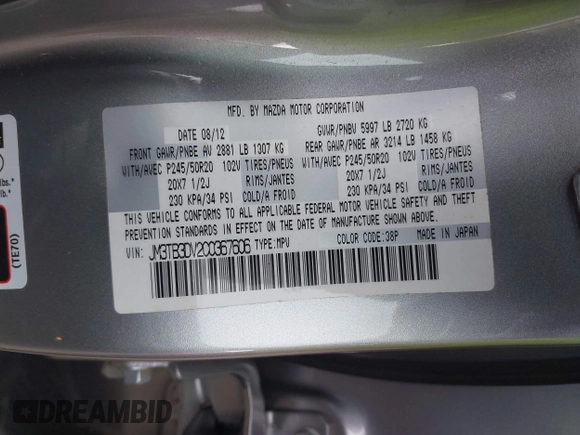 MFD. BY MAZDA MOTOR CORPORATION
DATE 08/12 GVWR/PNBV 5997 LB 2720 KG
FRONT GAWR/PNBE AV 2881 LB 1307 KG REAR GAWR/PNBE AR 3214 LB 1458 KG
WITH/AVEC P245/50R20 102V TIRES/PNEUS WITH/AVEC P245/50R20 102V TIRES/PNEUS
20X7 1/2J RIMS/JANTES 20X7 1/2J RIMS/JANTES
230 KPA/34 PSI COLD/A FROID 230 KPA/34 PSI COLD/A FROID
THIS VEHICLE CONFORMS TO ALL APPLICABLE FEDERAL MOTOR VEHICLE SAFETY AND THEFT
PREVENTION STANDARDS IN EFFECT ON THE DATE OF MANUFACTURE SHOWN ABOVE.
VIN: JM3TB3DV2C0367606 TYPE:MPV COLOR CODE:38P MADE IN JAPAN
lbs."
(TE70)
DREAMBID